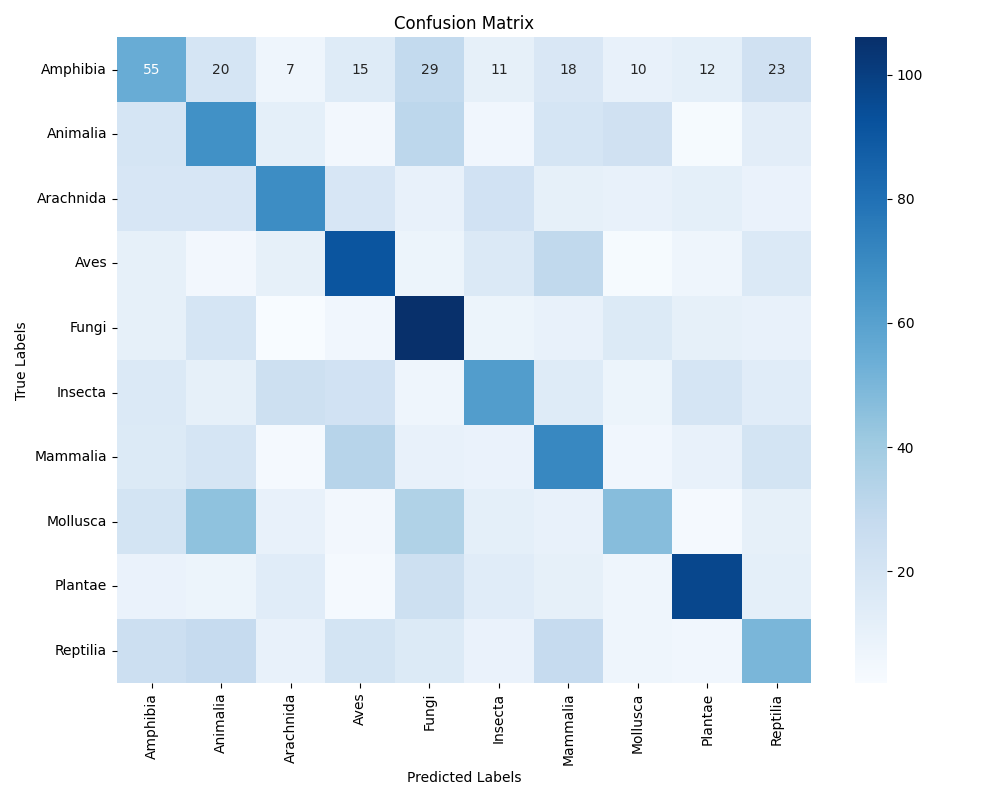 Confusion Matrix
Amphibia 55 20 7 15 29 11 18 10 12 23
Animalia
Arachnida
Aves
Fungi
Insecta
Mammalia
Mollusca
Plantae
Reptilia
True Labels
Amphibia Animalia Arachnida Aves Fungi Insecta Mammalia Mollusca Plantae Reptilia
Predicted Labels
100
80
60
40
20